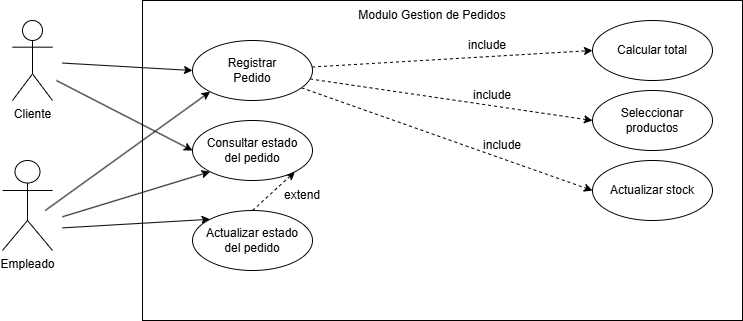 Modulo Gestion de Pedidos
Cliente
Empleado
Registrar
Pedido
Consultar estado
del pedido
Actualizar estado
del pedido
include
include
include
extend
Calcular total
Seleccionar
productos
Actualizar stock